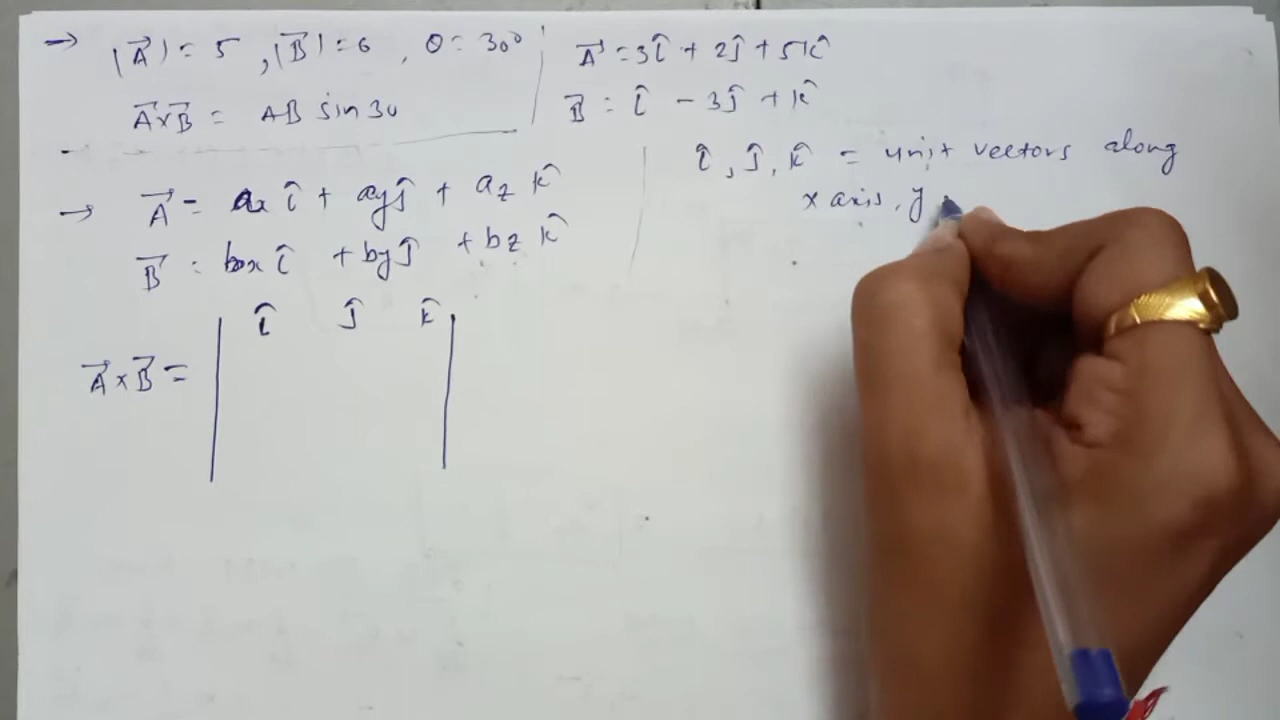 → |A⃗| = 5 , |B⃗| = 6 , θ = 30°
A⃗×B⃗ = AB sin 30
A⃗ = 3î + 2ĵ + 5k̂
B⃗ = î - 3ĵ + k̂
î , ĵ , k̂ = unit vectors along
x axis, y
→ A⃗ = ax î + ay ĵ + az k̂
B⃗ = bx î + by ĵ + bz k̂
î ĵ k̂
A⃗×B⃗ =